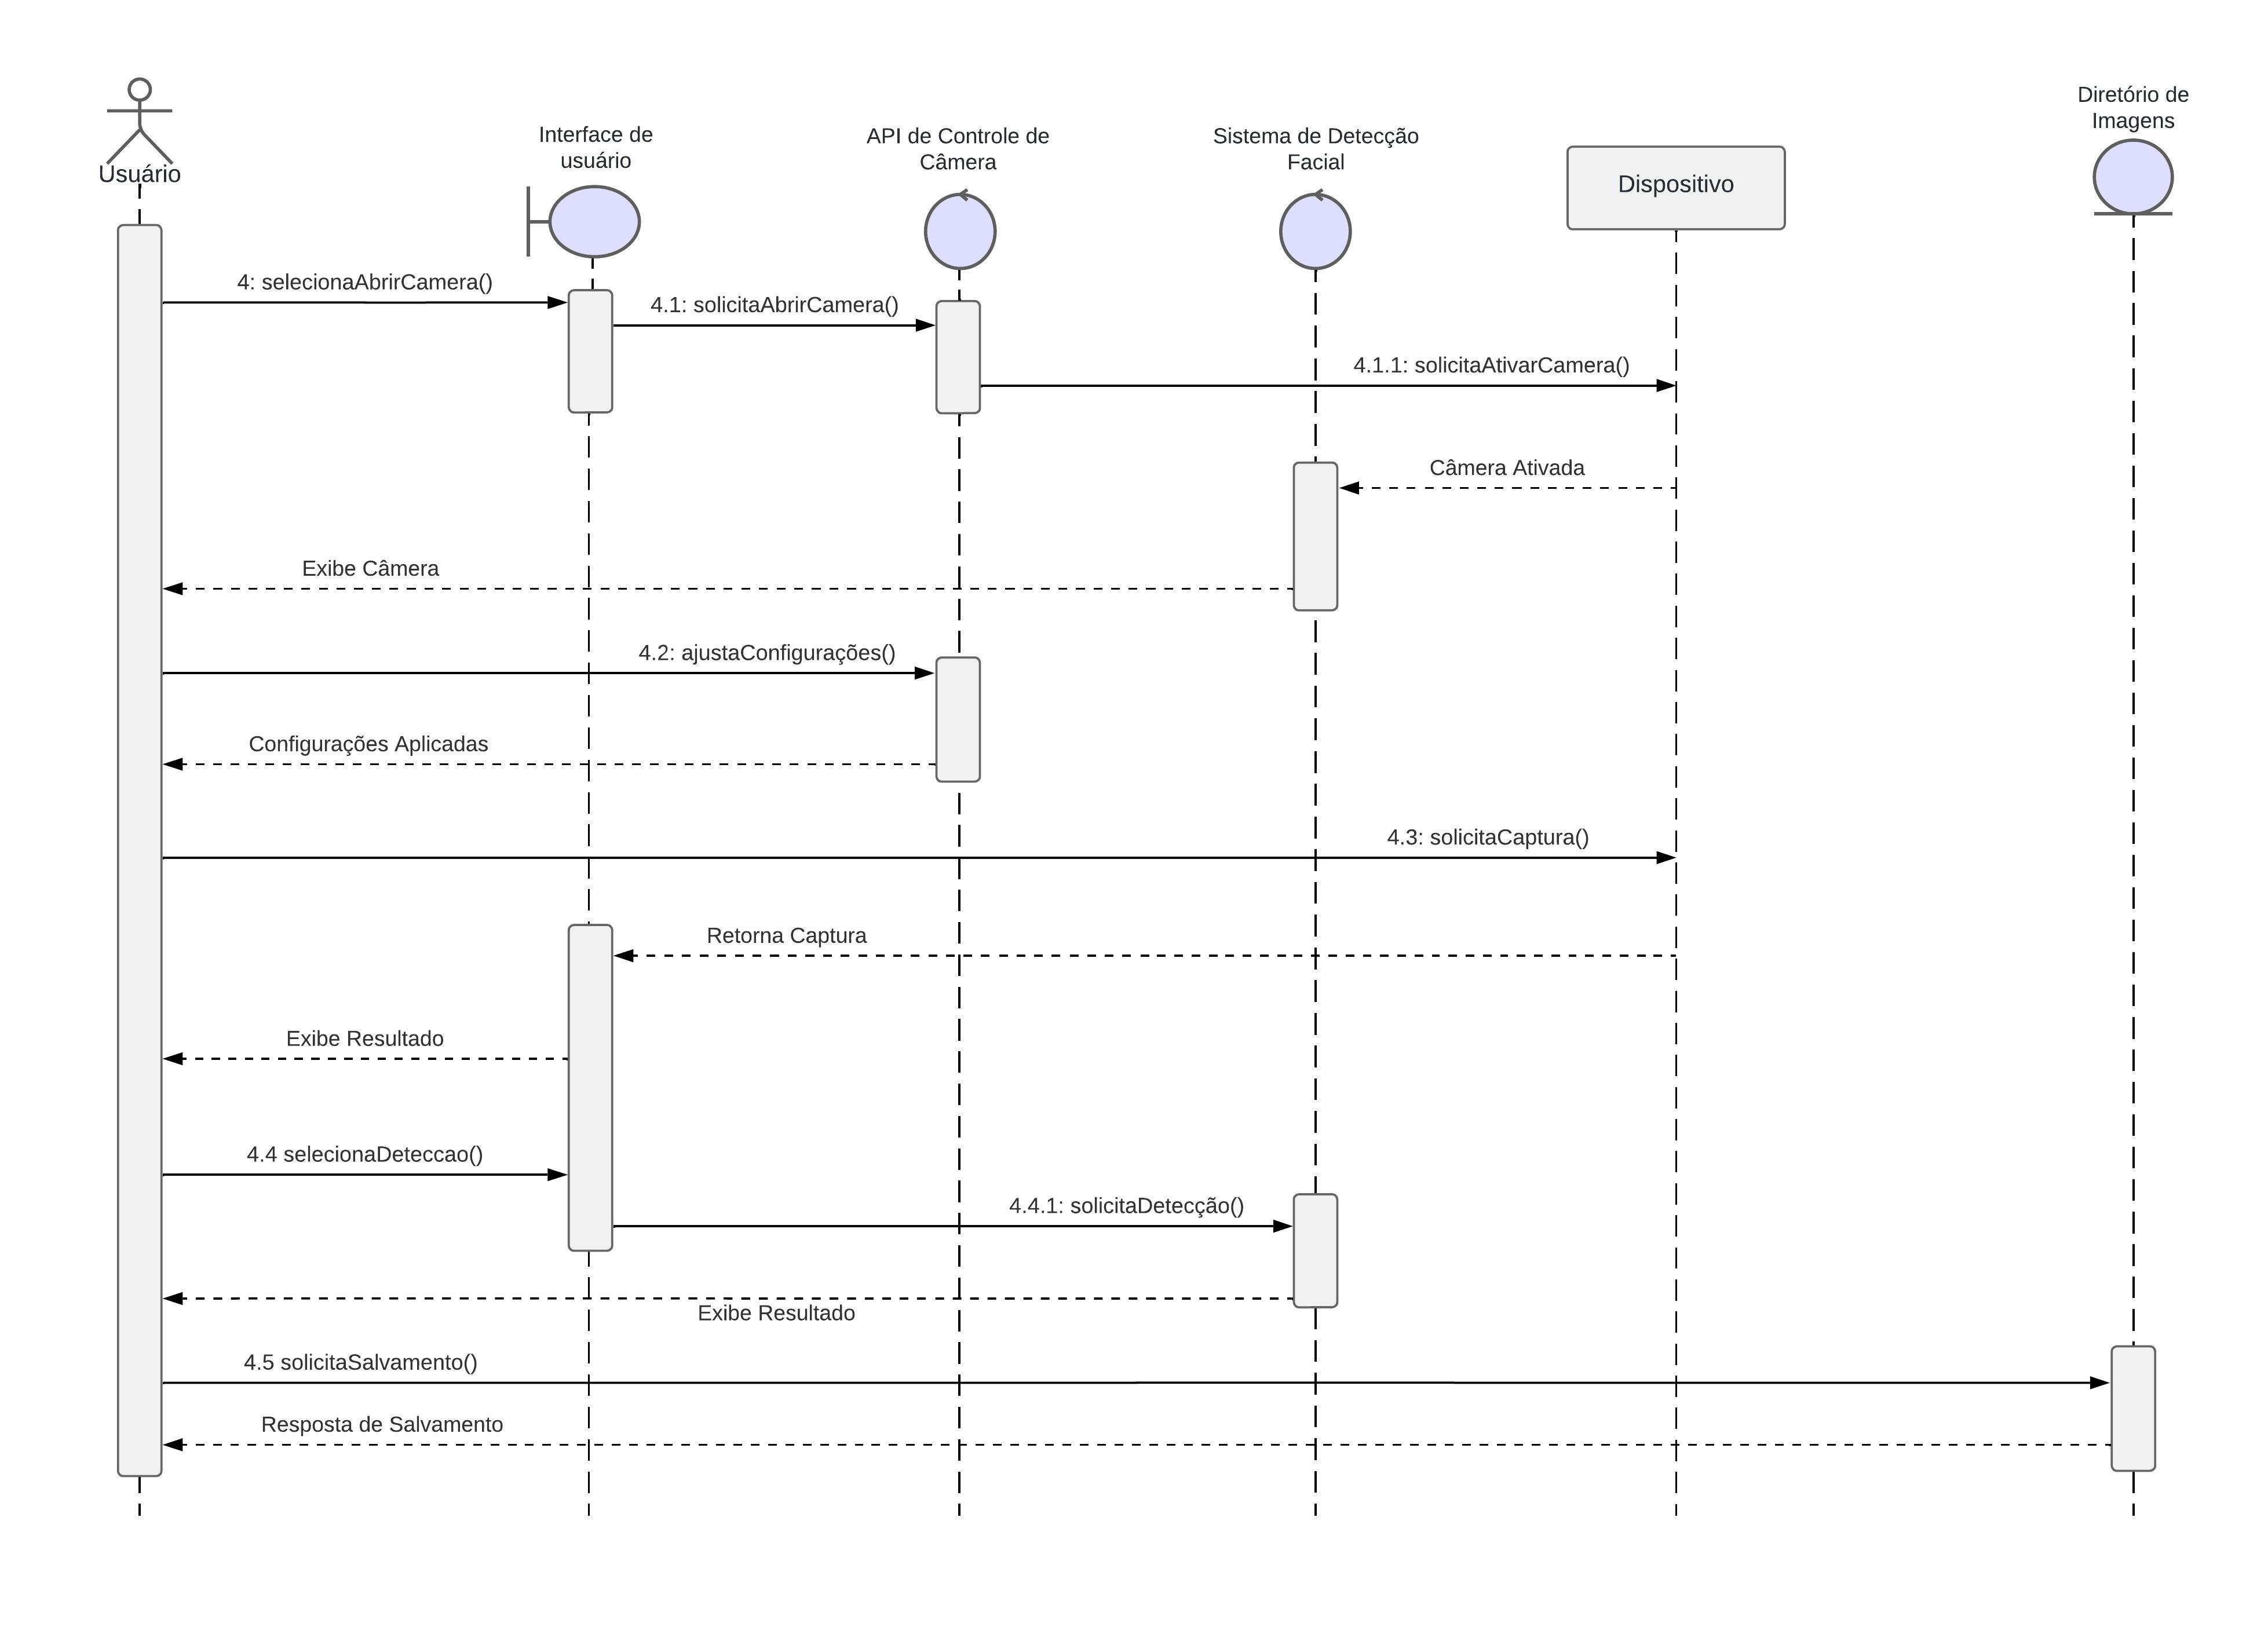 Usuário
Interface de
usuário
API de Controle de
Câmera
Sistema de Detecção
Facial
Dispositivo
Diretório de
Imagens
4: selecionaAbrirCamera()
4.1: solicitaAbrirCamera()
4.1.1: solicitaAtivarCamera()
Câmera Ativada
Exibe Câmera
4.2: ajustaConfigurações()
Configurações Aplicadas
4.3: solicitaCaptura()
Retorna Captura
Exibe Resultado
4.4 selecionaDeteccao()
4.4.1: solicitaDetecção()
Exibe Resultado
4.5 solicitaSalvamento()
Resposta de Salvamento